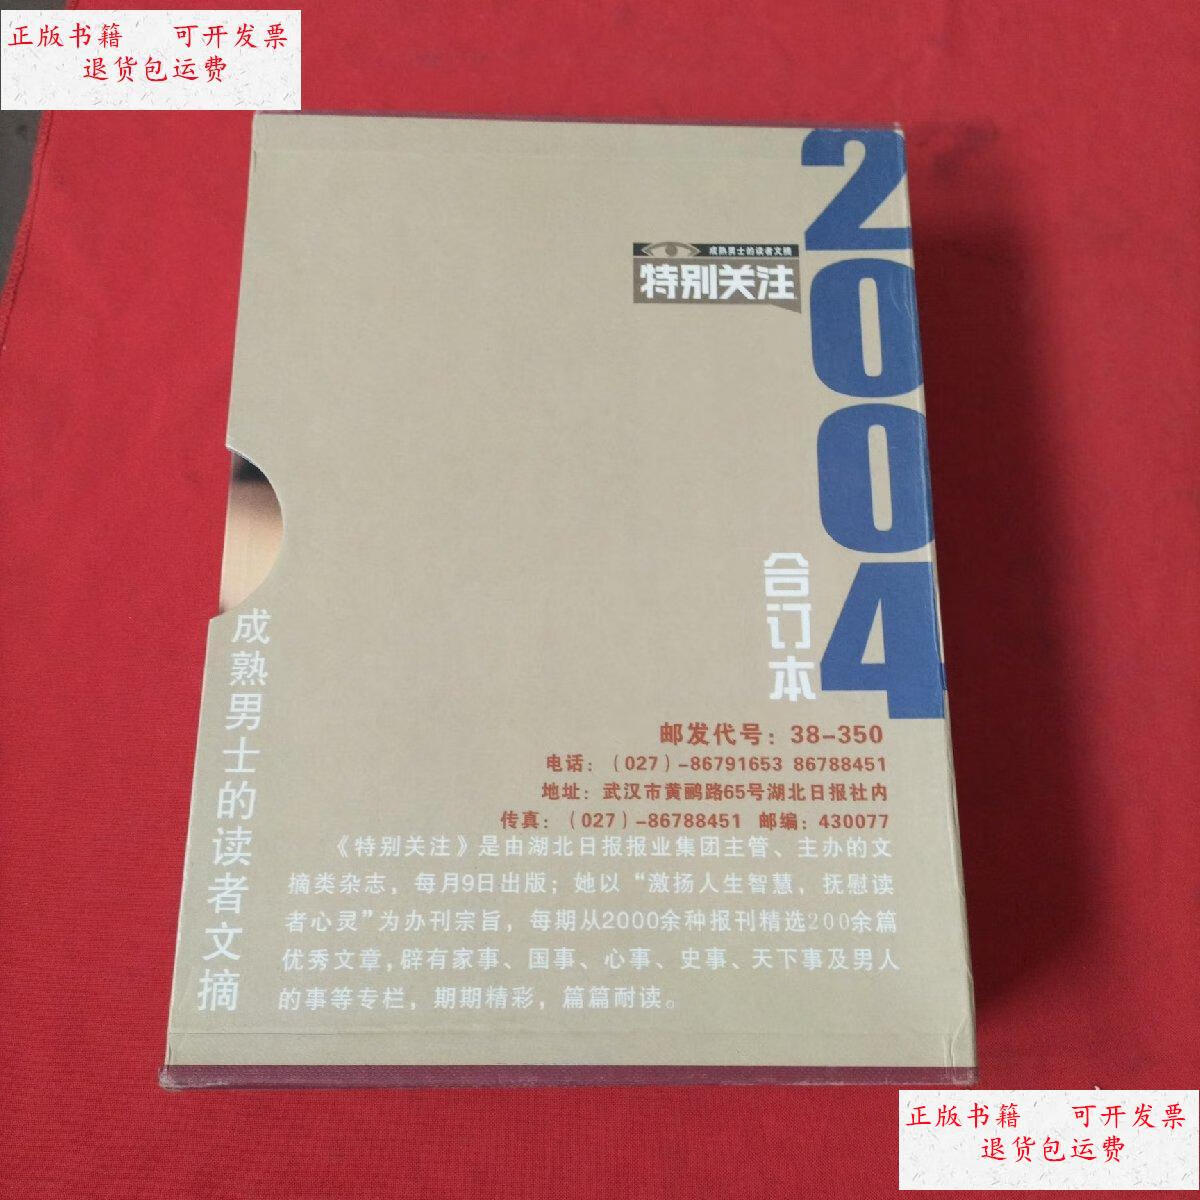 正版书籍 可开发票
退货包运费
2004
成熟男士的读者文摘
特别关注
合订本
成熟男士的读者文摘
邮发代号：38-350
电话：(027)-86791653 86788451
地址：武汉市黄鹂路65号湖北日报社内
传真：(027)-86788451 邮编：430077
《特别关注》是由湖北日报报业集团主管、主办的文
摘类杂志，每月9日出版；她以“激扬人生智慧，抚慰读
者心灵”为办刊宗旨，每期从2000余种报刊精选200余篇
优秀文章，辟有家事、国事、心事、史事、天下事及男人
的事等专栏，期期精彩，篇篇耐读。
正版书籍 可开发票
退货包运费